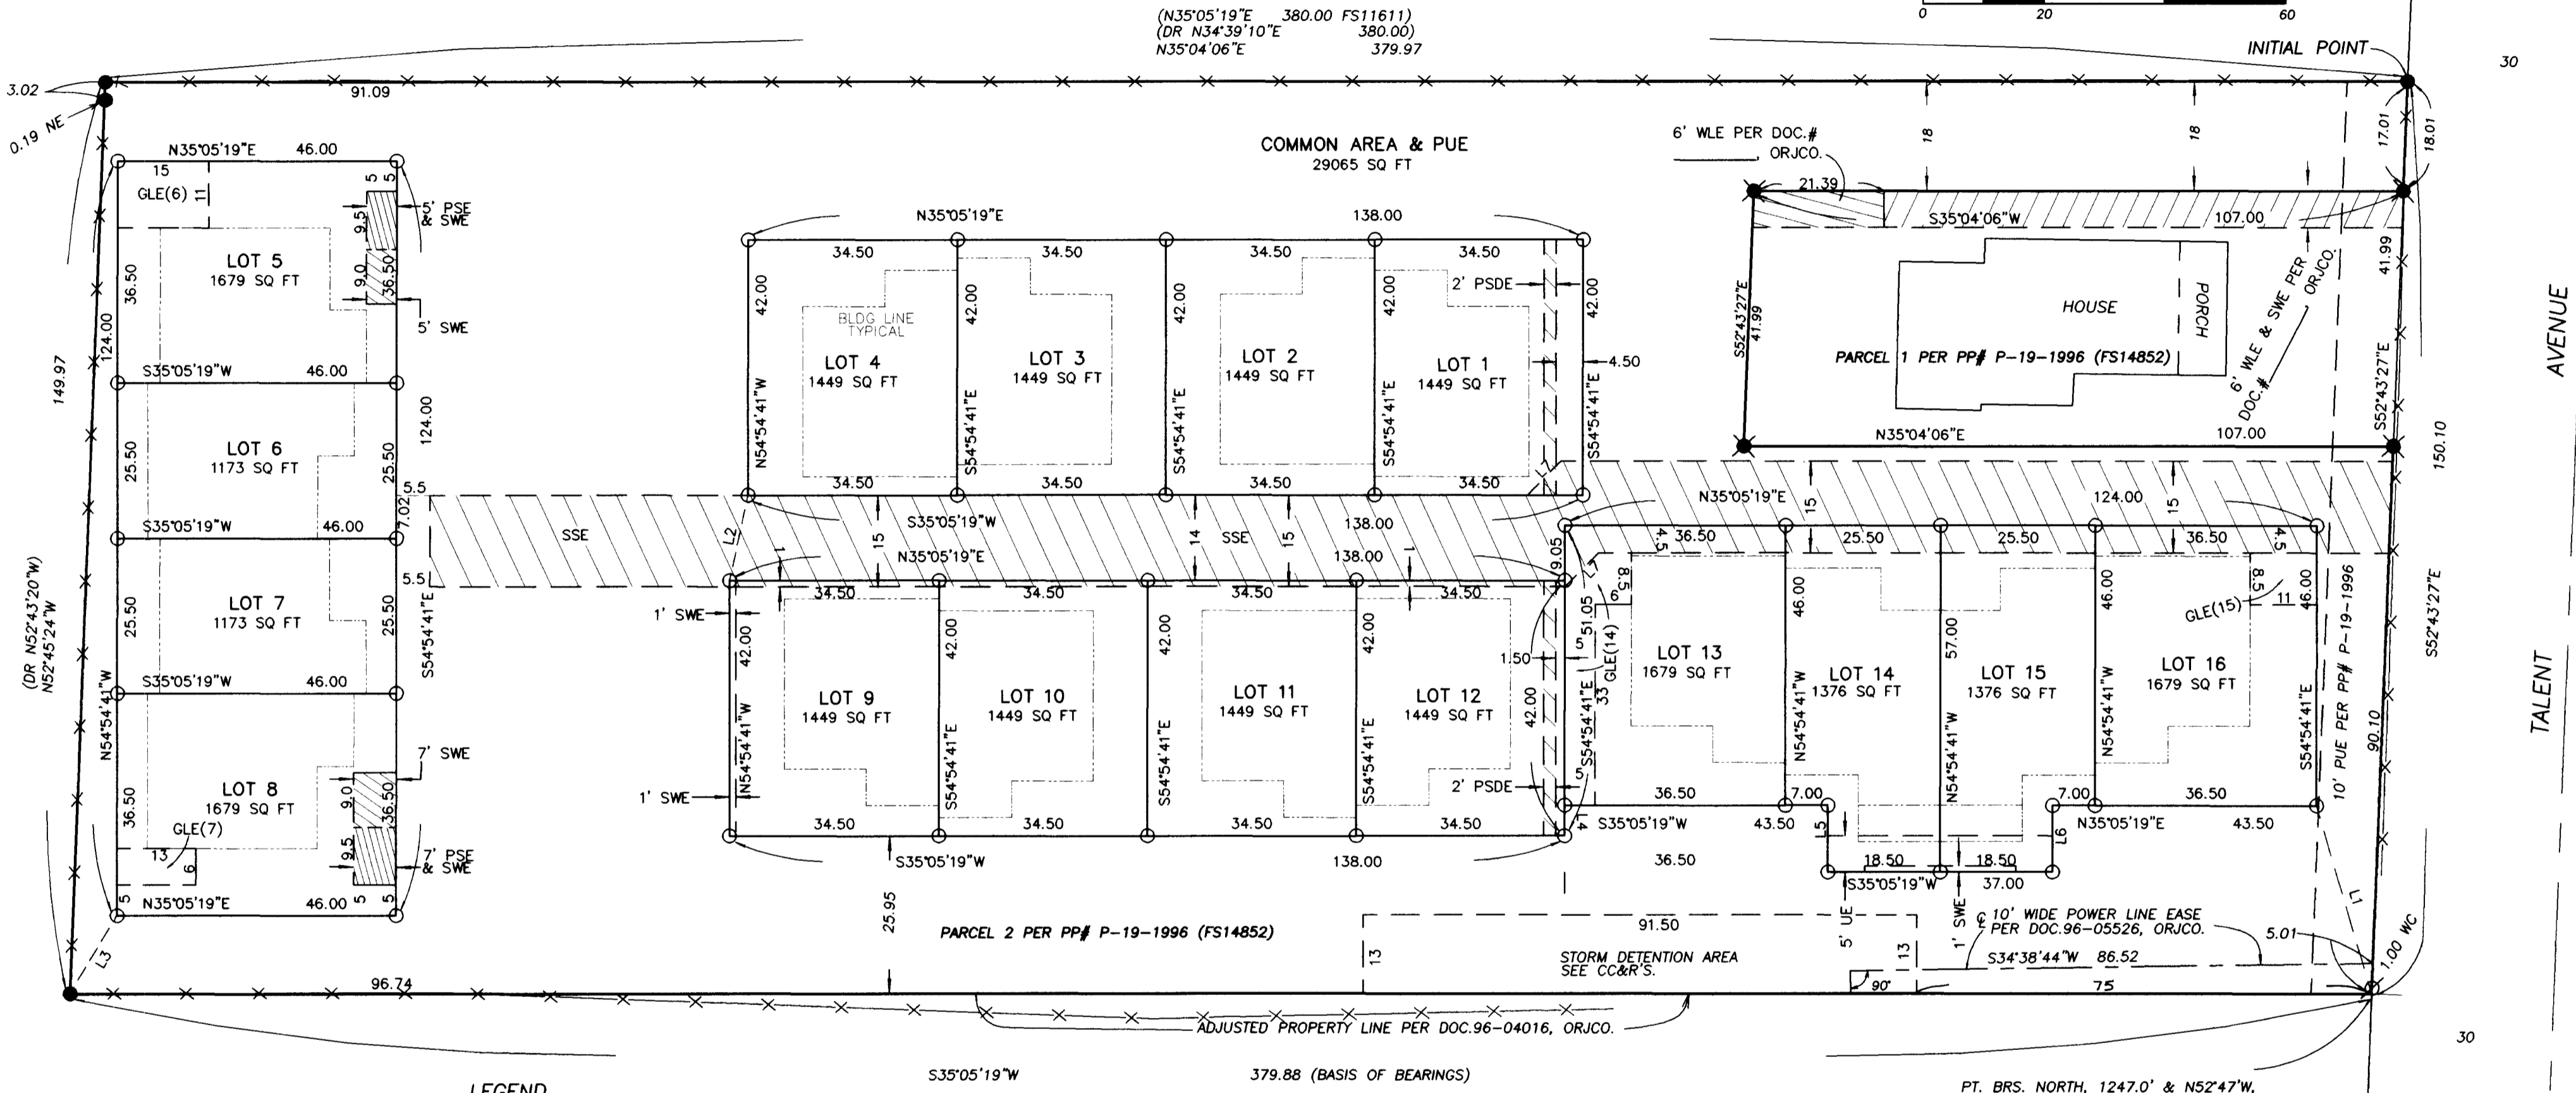 (N35°05'19"E 380.00 FS11611)
(DR N34°39'10"E 380.00)
N35°04'06"E 379.97
0 20 60
INITIAL POINT
30
3.02
0.19 NE
91.09
17.01
18.01
18
18
COMMON AREA & PUE
29065 SQ FT
6' WLE PER DOC.#
, ORJCO.
21.39
S35°04'06"W 107.00
N35°05'19"E 46.00
15
GLE(6)
11
5 5
5' PSE
& SWE
9.5
9.0
36.50
36.50
LOT 5
1679 SQ FT
5' SWE
124.00
S35°05'19"W 46.00
149.97
LOT 6
1173 SQ FT
25.50
25.50
124.00
5.5
7.02
S35°05'19"W 46.00
5.5
LOT 7
1173 SQ FT
25.50
25.50
S54°54'41"E
S35°05'19"W 46.00
N54°54'41"W
(DR N52°43'20"W)
N52°45'24"W
7' SWE
LOT 8
1679 SQ FT
36.50
9.0
36.50
GLE(7)
13
6
9.5
7' PSE
& SWE
5
5 5
N35°05'19"E 46.00
L3
96.74
N35°05'19"E 138.00
34.50 34.50 34.50 34.50
42.00 42.00 42.00 42.00 42.00
2' PSDE
BLDG LINE
TYPICAL
LOT 4
1449 SQ FT
LOT 3
1449 SQ FT
LOT 2
1449 SQ FT
LOT 1
1449 SQ FT
4.50
N54°54'41"W
S54°54'41"E
S54°54'41"E
S54°54'41"E
S54°54'41"E
34.50 34.50 34.50 34.50
S35°05'19"W 138.00
SSE
L2
15
14
SSE
15
N35°05'19"E 138.00
1
1
34.50 34.50 34.50 34.50
1' SWE
42.00 42.00 42.00 42.00 42.00
LOT 9
1449 SQ FT
LOT 10
1449 SQ FT
LOT 11
1449 SQ FT
LOT 12
1449 SQ FT
1.50
N54°54'41"W
S54°54'41"E
S54°54'41"E
S54°54'41"E
S54°54'41"E
1' SWE
2' PSDE
34.50 34.50 34.50 34.50
S35°05'19"W 138.00
25.95
S52°43'27"E
41.99
HOUSE
PORCH
PARCEL 1 PER PP# P-19-1996 (FS14852)
6' WLE & SWE PER
DOC.# ORJCO.
41.99
S52°43'27"E
N35°04'06"E 107.00
150.10
AVENUE
TALENT
N35°05'19"E 124.00
15
15
36.50 25.50 25.50 36.50
9.05
4.5
4.5
8.5
9
8.5
11
GLE(15)
46.00
57.00
46.00
46.00
51.05
5
33
GLE(14)
LOT 13
1679 SQ FT
LOT 14
1376 SQ FT
LOT 15
1376 SQ FT
LOT 16
1679 SQ FT
N54°54'41"W
N54°54'41"W
N54°54'41"W
S54°54'41"E
10' PUE PER PP# P-19-1996
90.10
S52°43'27"E
5
L4
36.50 7.00 7.00 36.50
S35°05'19"W 43.50
L5
L6
N35°05'19"E 43.50
36.50
18.50 18.50
S35°05'19"W 37.00
L1
PARCEL 2 PER PP# P-19-1996 (FS14852)
91.50
13
STORM DETENTION AREA
SEE CC&R'S.
5' UE
13
1' SWE
℄ 10' WIDE POWER LINE EASE
PER DOC.96-05526, ORJCO.
5.01
1.00 WC
S34°38'44"W 86.52
90°
75
ADJUSTED PROPERTY LINE PER DOC.96-04016, ORJCO.
30
S35°05'19"W 379.88 (BASIS OF BEARINGS)
LEGEND
PT. BRS. NORTH, 1247.0' & N52°47'W,